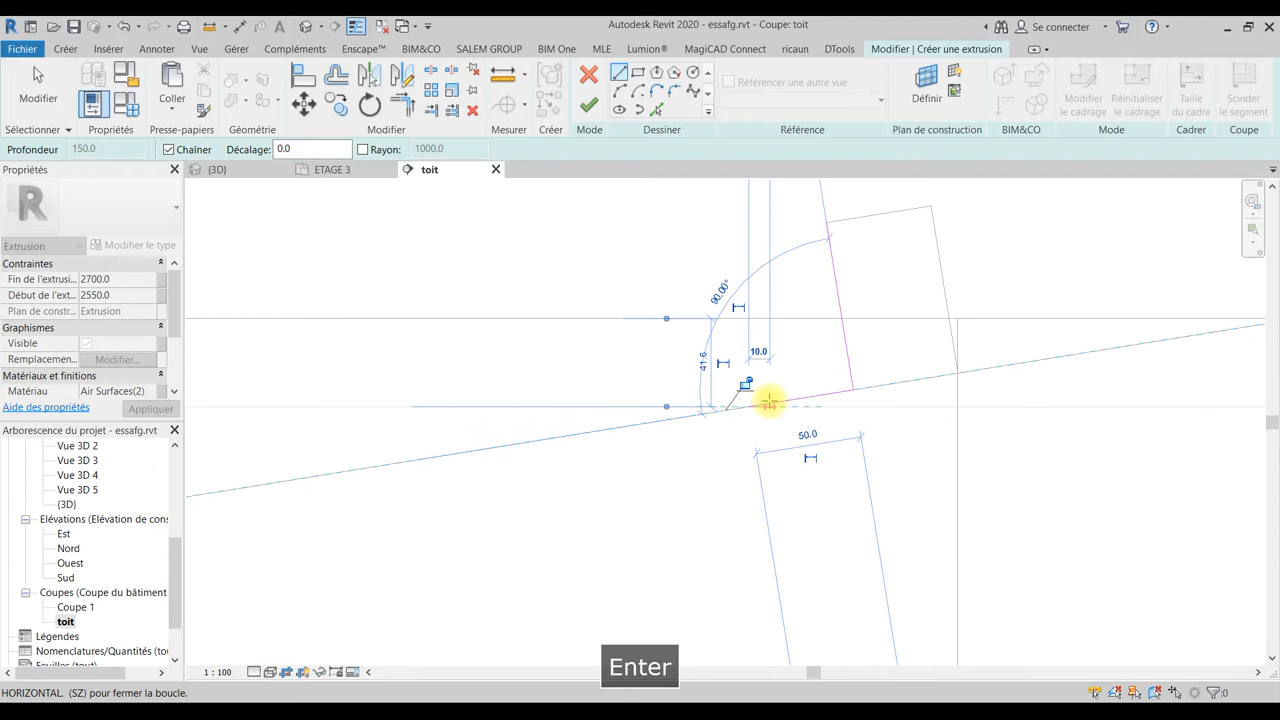 Autodesk Revit 2020 - essafg.rvt - Coupe: toit
Se connecter
Fichier Créer Insérer Annoter Vue Gérer Compléments Enscape™ BIM&CO SALEM GROUP BIM One MLE Lumion® MagiCAD Connect ricaun DTools Modifier | Créer une extrusion
Modifier
Coller
Référencer une autre vue
Définir
Modifier le cadrage
Réinitialiser le cadrage
Taille du cadre
Scinder le segment
Sélectionner Propriétés Presse-papiers Géométrie Modifier Mesurer Créer Mode Dessiner Référence Plan de construction BIM&CO Mode Cadrer Coupe
Profondeur 150.0 Chaîner Décalage: 0.0 Rayon: 1000.0
Propriétés
{3D} ETAGE 3 toit
Extrusion Modifier le type
Contraintes
Fin de l'extrusi... 2700.0
Début de l'ext... 2550.0
Plan de constr... Extrusion
Graphismes
Visible
Remplacemen... Modifier...
Matériaux et finitions
Matériau Air Surfaces(2)
Aide des propriétés Appliquer
Arborescence du projet - essafg.rvt
Vue 3D 2
Vue 3D 3
Vue 3D 4
Vue 3D 5
{3D}
Elévations (Elévation de cons
Est
Nord
Ouest
Sud
Coupes (Coupe du bâtiment
Coupe 1
toit
Légendes
Nomenclatures/Quantités (to
Feuilles (tout)
90.00°
10.0
41.6
50.0
Enter
1 : 100
HORIZONTAL. (SZ) pour fermer la boucle.
:0